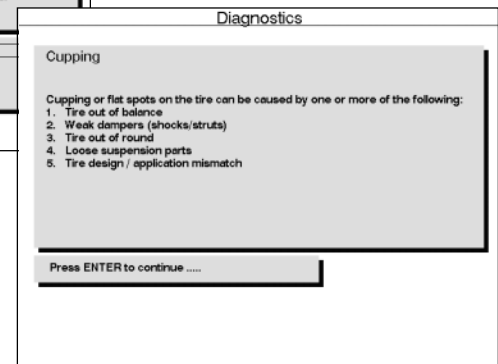 Diagnostics
Cupping
Cupping or flat spots on the tire can be caused by one or more of the following:
1. Tire out of balance
2. Weak dampers (shocks/struts)
3. Tire out of round
4. Loose suspension parts
5. Tire design / application mismatch
Press ENTER to continue .....